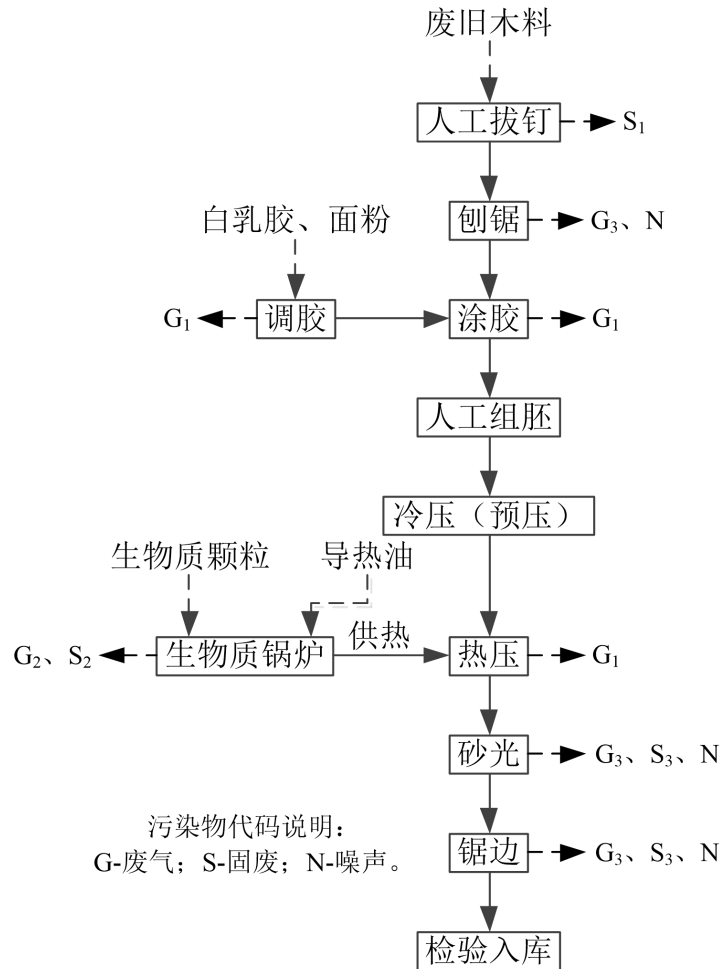 废旧木料
人工拔钉
S₁
刨锯
G₃、N
白乳胶、面粉
G₁
调胶
涂胶
G₁
人工组胚
冷压（预压）
生物质颗粒
导热油
G₂、S₂
生物质锅炉
供热
热压
G₁
砂光
G₃、S₃、N
污染物代码说明：
G-废气；S-固废；N-噪声。
锯边
G₃、S₃、N
检验入库